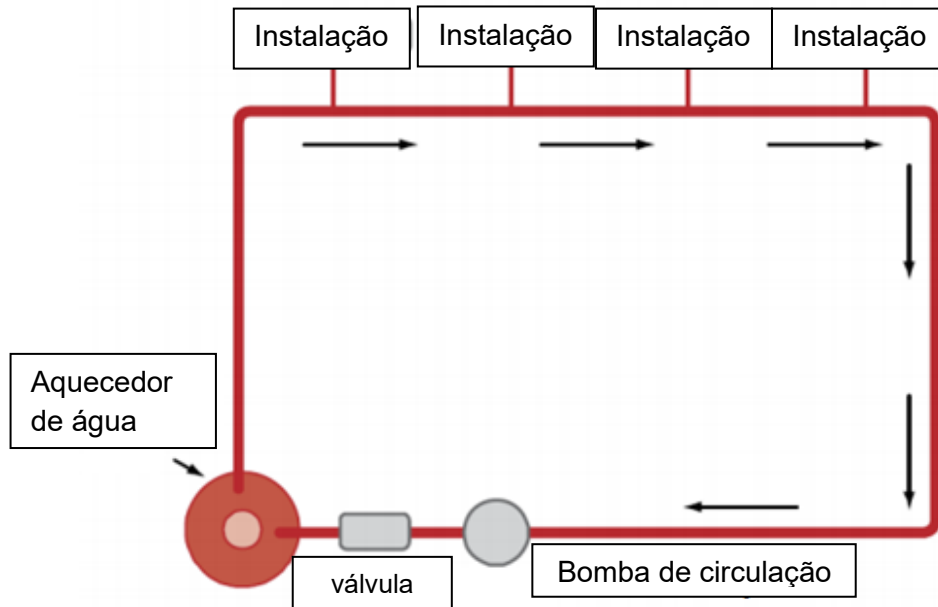 Instalação
Instalação
Instalação
Instalação
Aquecedor
de água
válvula
Bomba de circulação